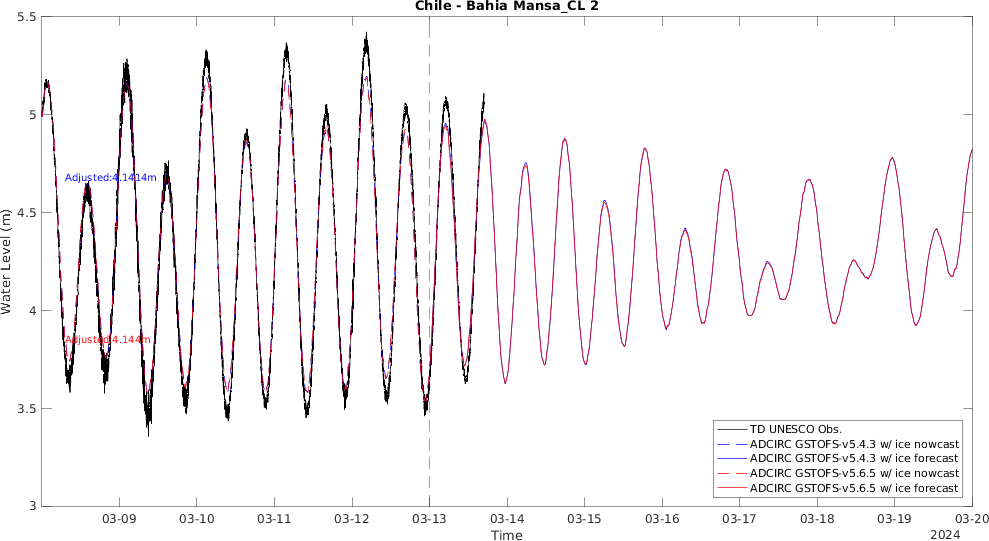 Chile - Bahia Mansa_CL 2
5.5
5
4.5
4
3.5
3
Water Level (m)
Adjusted:4.1414m
Adjusted:4.144m
TD UNESCO Obs.
ADCIRC GSTOFS-v5.4.3 w/ ice nowcast
ADCIRC GSTOFS-v5.4.3 w/ ice forecast
ADCIRC GSTOFS-v5.6.5 w/ ice nowcast
ADCIRC GSTOFS-v5.6.5 w/ ice forecast
03-09 03-10 03-11 03-12 03-13 03-14 03-15 03-16 03-17 03-18 03-19 03-20
Time
2024